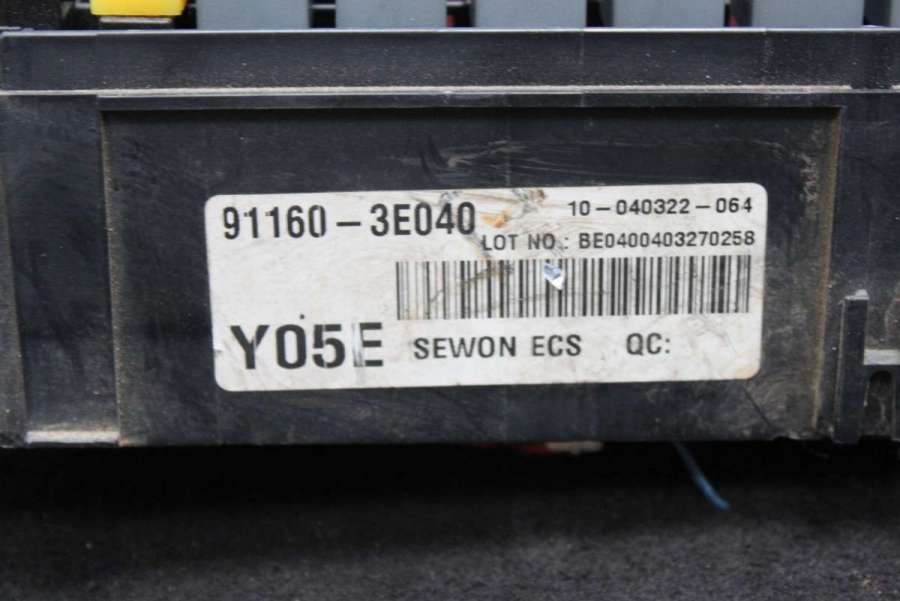 91160-3E040
10-040322-064
LOT NO.: BE0400403270258
Y05E SEWON ECS QC: